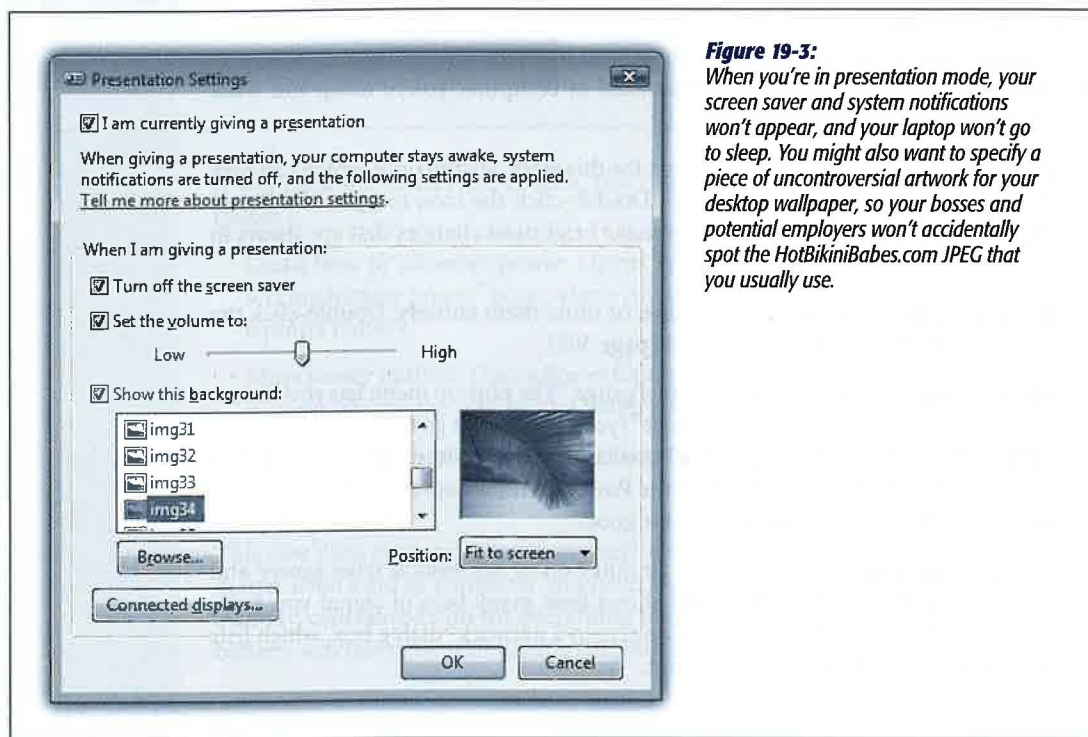 Presentation Settings
I am currently giving a presentation
When giving a presentation, your computer stays awake, system
notifications are turned off, and the following settings are applied.
Tell me more about presentation settings.
When I am giving a presentation:
Turn off the screen saver
Set the volume to:
Low High
Show this background:
img31
img32
img33
img34
Browse...
Position: Fit to screen
Connected displays...
OK Cancel
Figure 19-3:
When you're in presentation mode, your
screen saver and system notifications
won't appear, and your laptop won't go
to sleep. You might also want to specify a
piece of uncontroversial artwork for your
desktop wallpaper, so your bosses and
potential employers won't accidentally
spot the HotBikiniBabes.com JPEG that
you usually use.